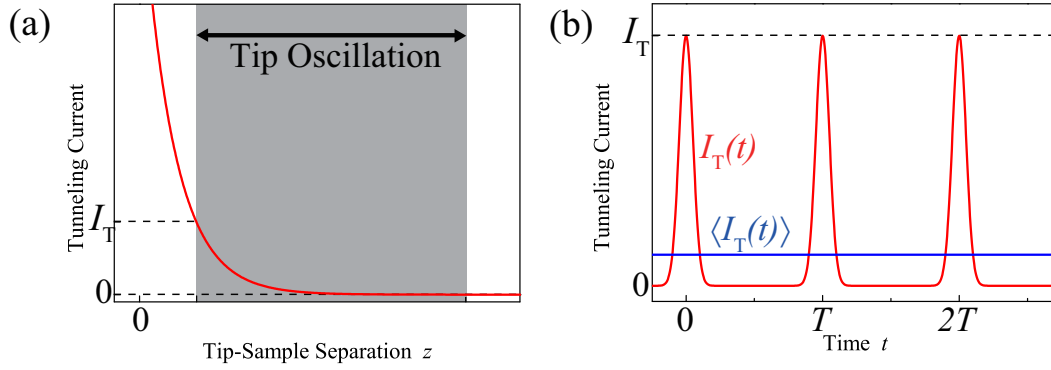 (a)
Tip Oscillation
Tunneling Current
I_T
0
0
Tip-Sample Separation z
(b)
I_T
I_T(t)
⟨I_T(t)⟩
Tunneling Current
0
0
T
2T
Time t